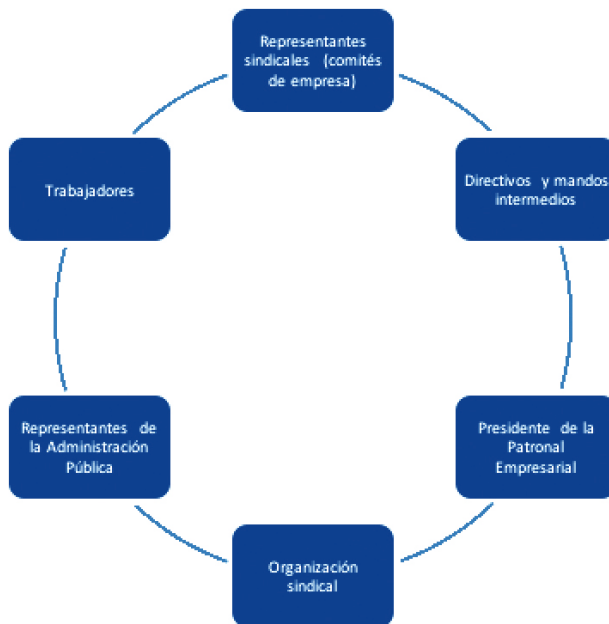 Representantes
sindicales (comités
de empresa)
Directivos y mandos
intermedios
Presidente de la
Patronal
Empresarial
Organización
sindical
Representantes de
la Administración
Pública
Trabajadores